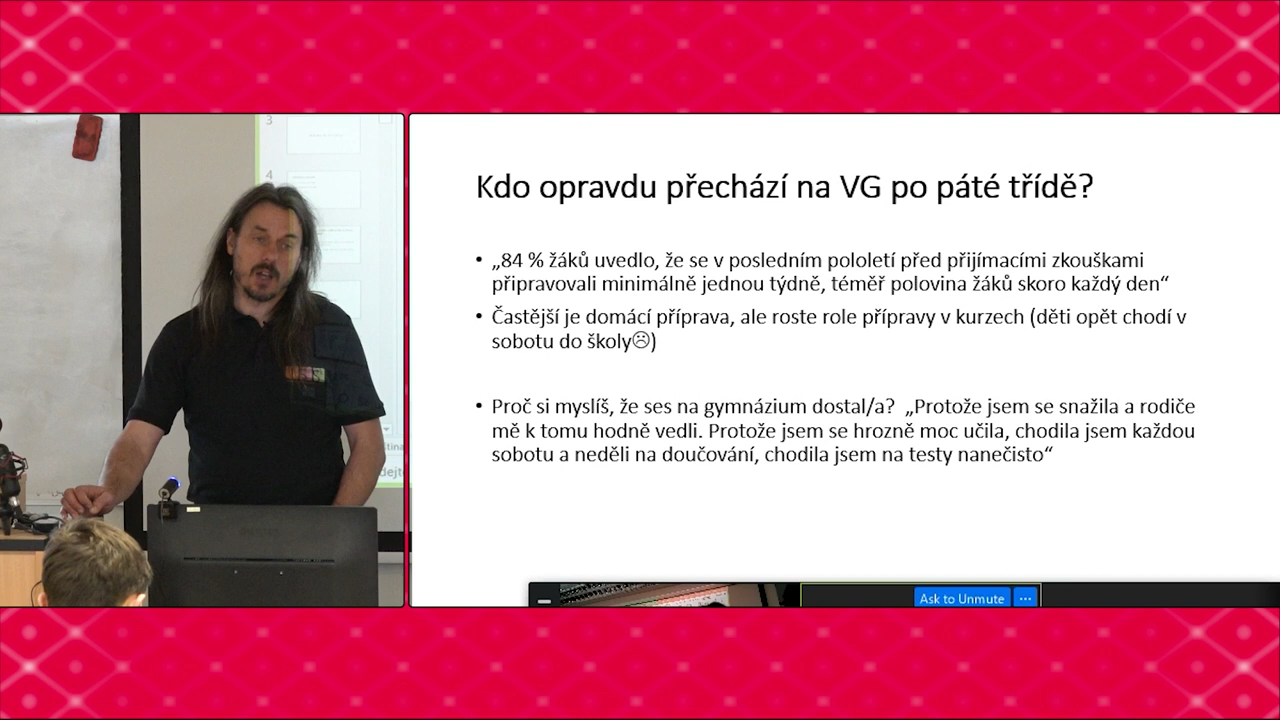 3
4
Kdo opravdu přechází na VG po páté třídě?
• „84 % žáků uvedlo, že se v posledním pololetí před přijímacími zkouškami
připravovali minimálně jednou týdně, téměř polovina žáků skoro každý den“
• Častější je domácí příprava, ale roste role přípravy v kurzech (děti opět chodí v
sobotu do školy☹)
• Proč si myslíš, že ses na gymnázium dostal/a? „Protože jsem se snažila a rodiče
mě k tomu hodně vedli. Protože jsem se hrozně moc učila, chodila jsem každou
sobotu a neděli na doučování, chodila jsem na testy nanečisto“
Ask to Unmute ...